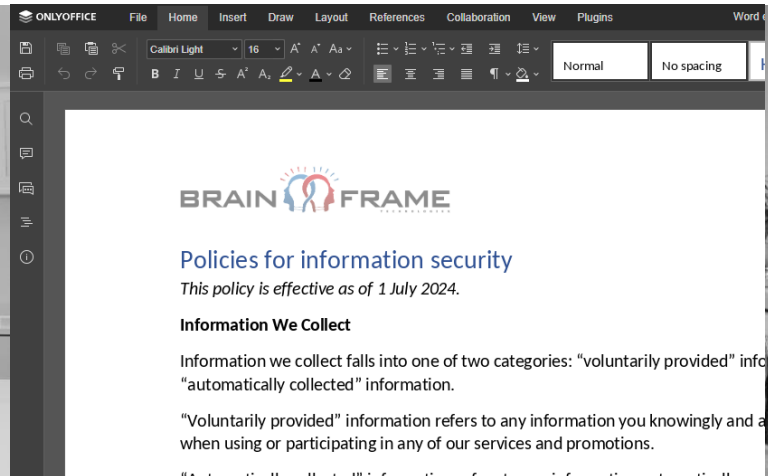 ONLYOFFICE File Home Insert Draw Layout References Collaboration View Plugins Word
Calibri Light 16 Normal No spacing
BRAIN FRAME
TECHNOLOGIES
Policies for information security
This policy is effective as of 1 July 2024.
Information We Collect
Information we collect falls into one of two categories: “voluntarily provided” info
“automatically collected” information.
“Voluntarily provided” information refers to any information you knowingly and a
when using or participating in any of our services and promotions.